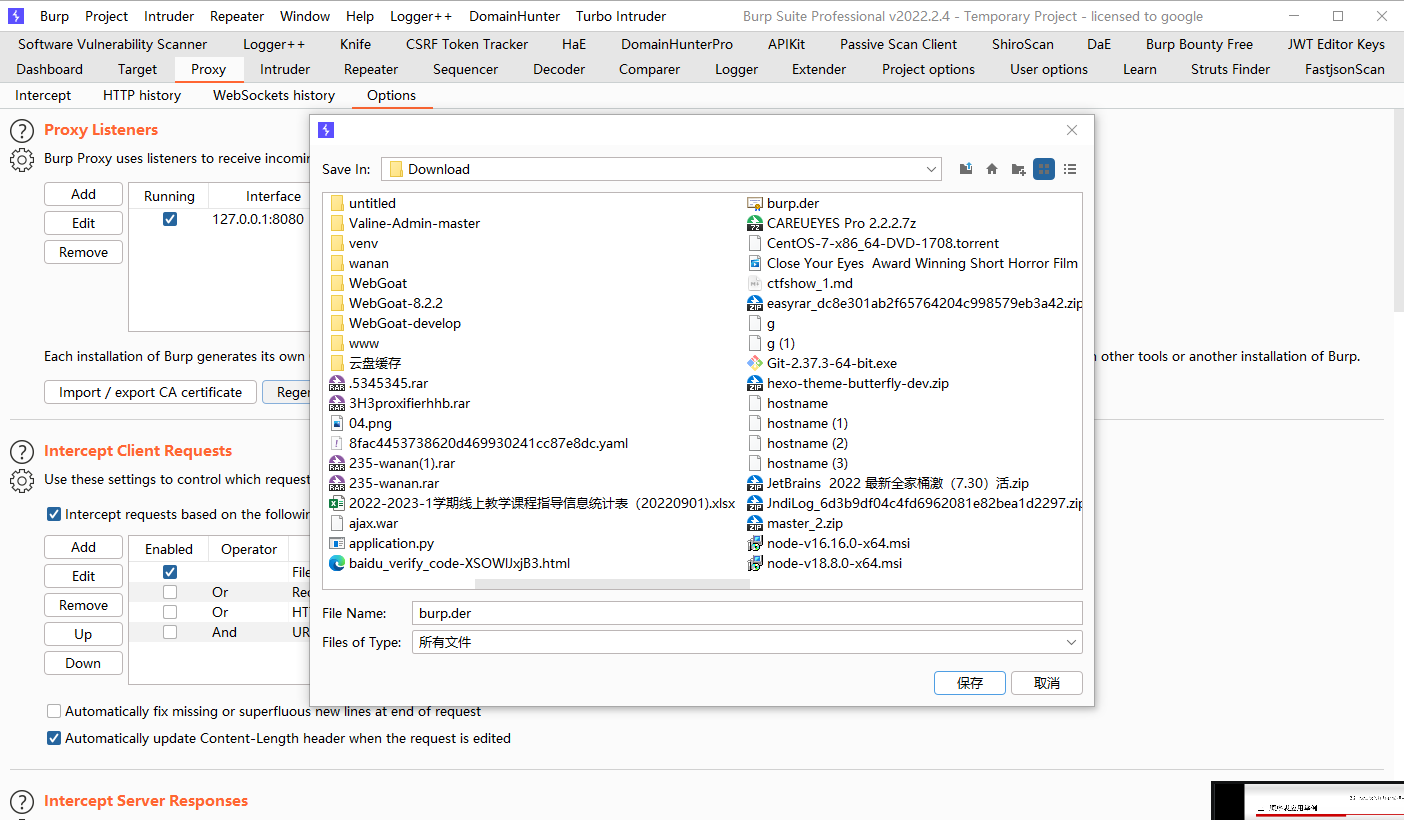 Burp Project Intruder Repeater Window Help Logger++ DomainHunter Turbo Intruder Burp Suite Professional v2022.2.4 - Temporary Project - licensed to google
Software Vulnerability Scanner Logger++ Knife CSRF Token Tracker HaE DomainHunterPro APIKit Passive Scan Client ShiroScan DaE Burp Bounty Free JWT Editor Keys
Dashboard Target Proxy Intruder Repeater Sequencer Decoder Comparer Logger Extender Project options User options Learn Struts Finder FastjsonScan
Intercept HTTP history WebSockets history Options
Proxy Listeners
Burp Proxy uses listeners to receive incomin
Add
Edit
Remove
Running Interface
127.0.0.1:8080
Each installation of Burp generates its own
other tools or another installation of Burp.
Import / export CA certificate Reger
Intercept Client Requests
Use these settings to control which request
Intercept requests based on the followin
Add
Edit
Remove
Up
Down
Enabled Operator
File
Or Rec
Or HT
And UR
Automatically fix missing or superfluous new lines at end of request
Automatically update Content-Length header when the request is edited
Intercept Server Responses
Save In: Download
untitled
Valine-Admin-master
venv
wanan
WebGoat
WebGoat-8.2.2
WebGoat-develop
www
云盘缓存
.5345345.rar
3H3proxifierhhb.rar
04.png
8fac4453738620d469930241cc87e8dc.yaml
235-wanan(1).rar
235-wanan.rar
2022-2023-1学期线上教学课程指导信息统计表（20220901).xlsx
ajax.war
application.py
baidu_verify_code-XSOWlJxjB3.html
burp.der
CAREUEYES Pro 2.2.2.7z
CentOS-7-x86_64-DVD-1708.torrent
Close Your Eyes Award Winning Short Horror Film
ctfshow_1.md
easyrar_dc8e301ab2f65764204c998579eb3a42.zip
g
g (1)
Git-2.37.3-64-bit.exe
hexo-theme-butterfly-dev.zip
hostname
hostname (1)
hostname (2)
hostname (3)
JetBrains 2022 最新全家桶激（7.30）活.zip
JndiLog_6d3b9df04c4fd6962081e82bea1d2297.zip
master_2.zip
node-v16.16.0-x64.msi
node-v18.8.0-x64.msi
File Name: burp.der
Files of Type: 所有文件
保存 取消